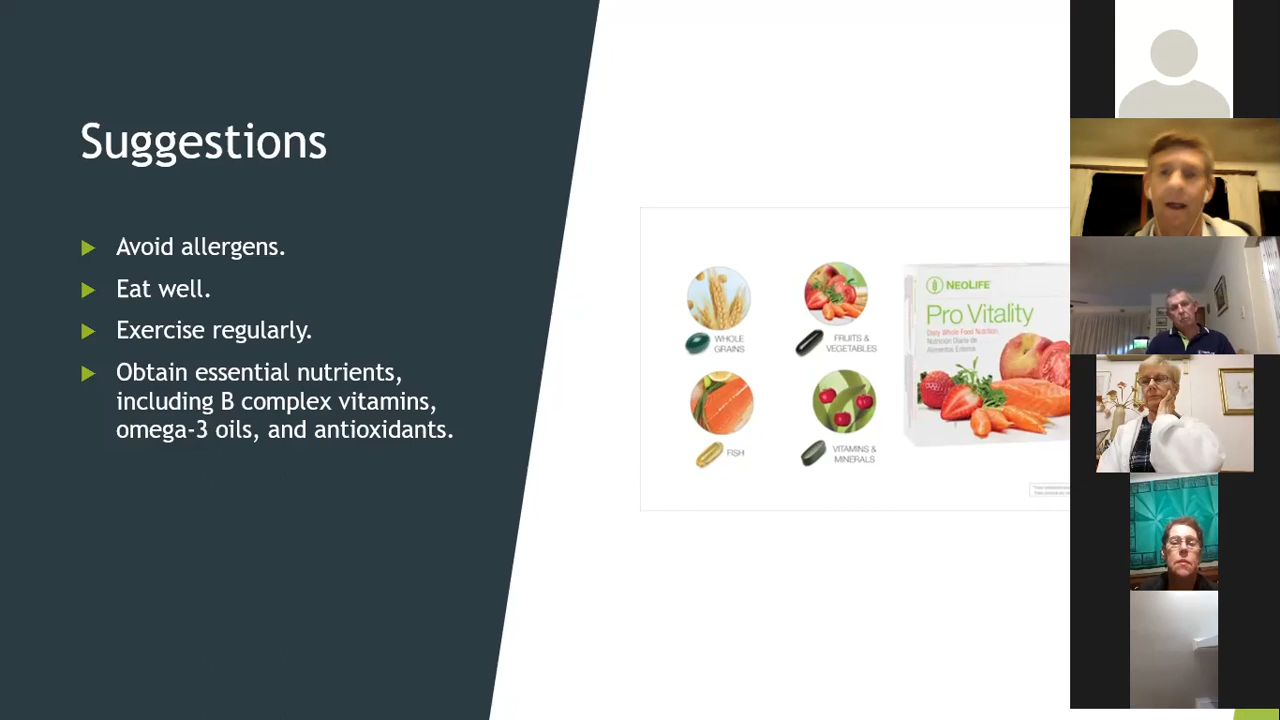 Suggestions
Avoid allergens.
Eat well.
Exercise regularly.
Obtain essential nutrients,
including B complex vitamins,
omega-3 oils, and antioxidants.
WHOLE
GRAINS
FRUITS &
VEGETABLES
FISH
VITAMINS &
MINERALS
NEOLIFE
Pro Vitality
Daily Whole Food Nutrition
Nutrición Diaria de
Alimentos Enteros